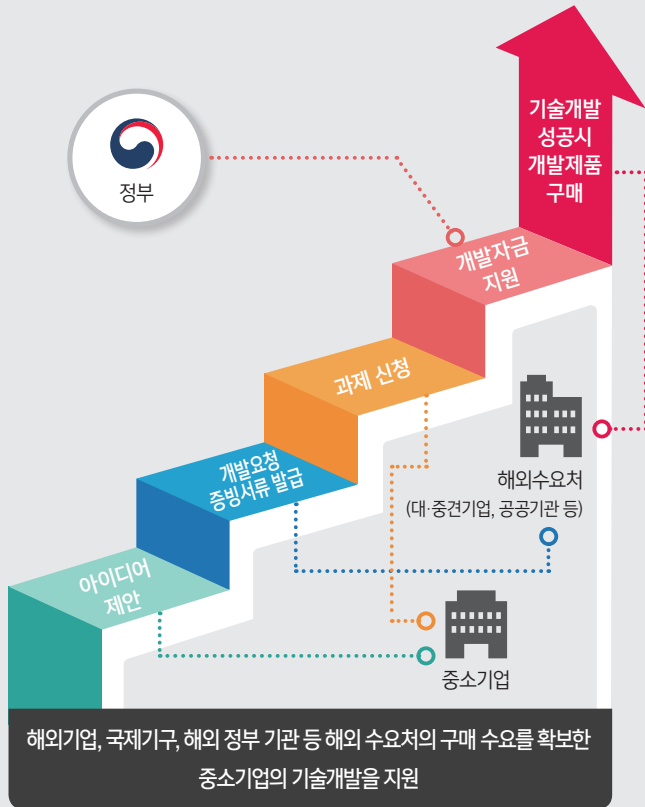 기술개발
성공시
개발제품
구매
정부
개발자금
지원
과제 신청
개발요청
증빙서류 발급
해외수요처
(대·중견기업, 공공기관 등)
아이디어
제안
중소기업
해외기업, 국제기구, 해외 정부 기관 등 해외 수요처의 구매 수요를 확보한
중소기업의 기술개발을 지원